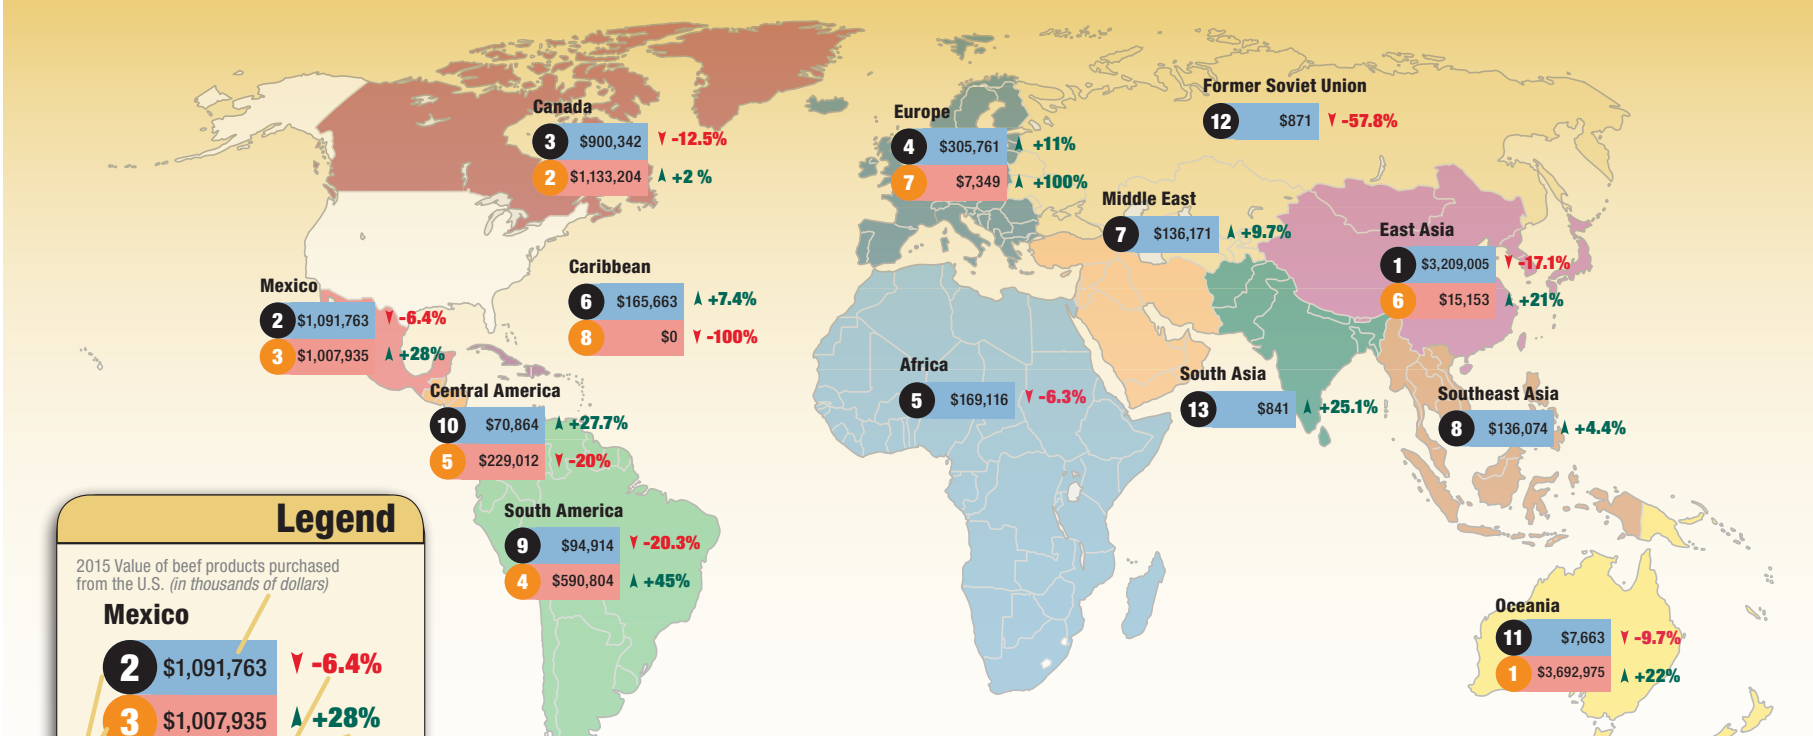 Canada
3 $900,342 -12.5%
2 $1,133,204 +2 %
Europe
4 $305,761 +11%
7 $7,349 +100%
Former Soviet Union
12 $871 -57.8%
Middle East
7 $136,171 +9.7%
East Asia
1 $3,209,005 -17.1%
6 $15,153 +21%
Mexico
2 $1,091,763 -6.4%
3 $1,007,935 +28%
Caribbean
6 $165,663 +7.4%
8 $0 -100%
Central America
10 $70,864 +27.7%
5 $229,012 -20%
Africa
5 $169,116 -6.3%
South Asia
13 $841 +25.1%
Southeast Asia
8 $136,074 +4.4%
South America
9 $94,914 -20.3%
4 $590,804 +45%
Oceania
11 $7,663 -9.7%
1 $3,692,975 +22%
Legend
2015 Value of beef products purchased
from the U.S. (in thousands of dollars)
Mexico
2 $1,091,763 -6.4%
3 $1,007,935 +28%